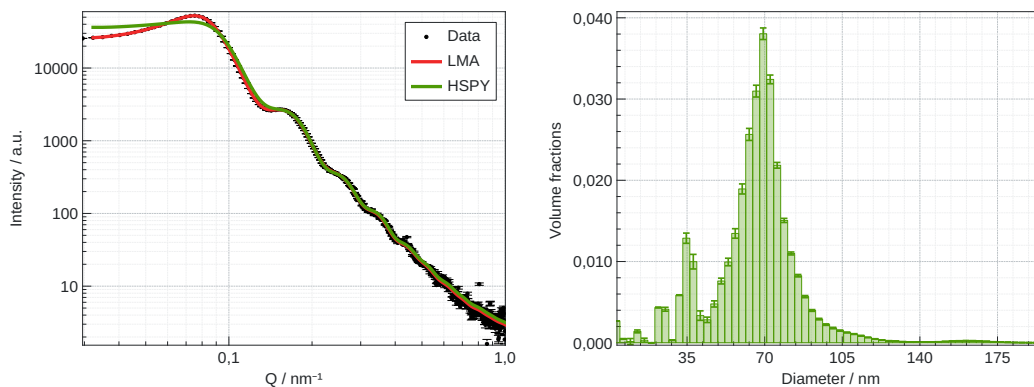 10000
1000
100
10
Intensity / a.u.
0,1
1,0
Q / nm⁻¹
Data
LMA
HSPY
0,040
0,030
0,020
0,010
0,000
Volume fractions
35
70
105
140
175
Diameter / nm